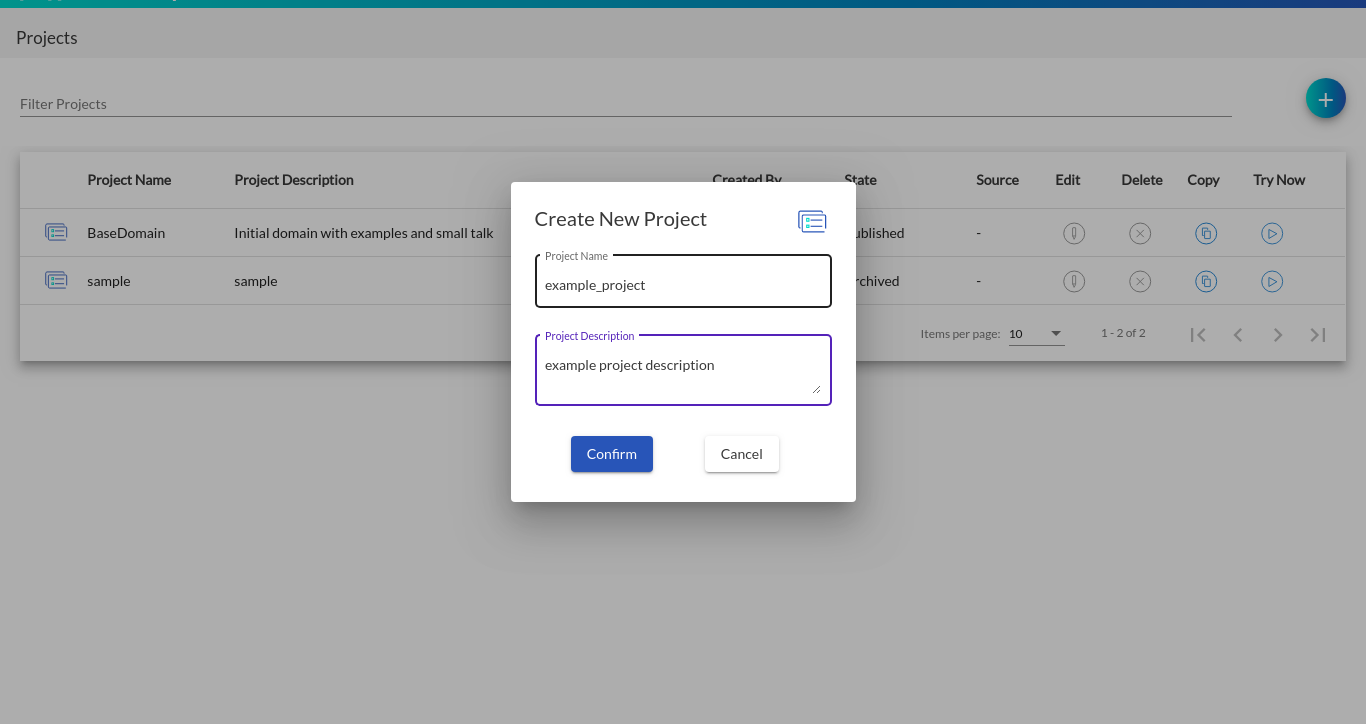 Projects
Filter Projects
+
Project Name Project Description Created By State Source Edit Delete Copy Try Now
BaseDomain Initial domain with examples and small talk ublished -
sample sample rchived -
Items per page: 10 1 - 2 of 2
Create New Project
Project Name
example_project
Project Description
example project description
Confirm Cancel